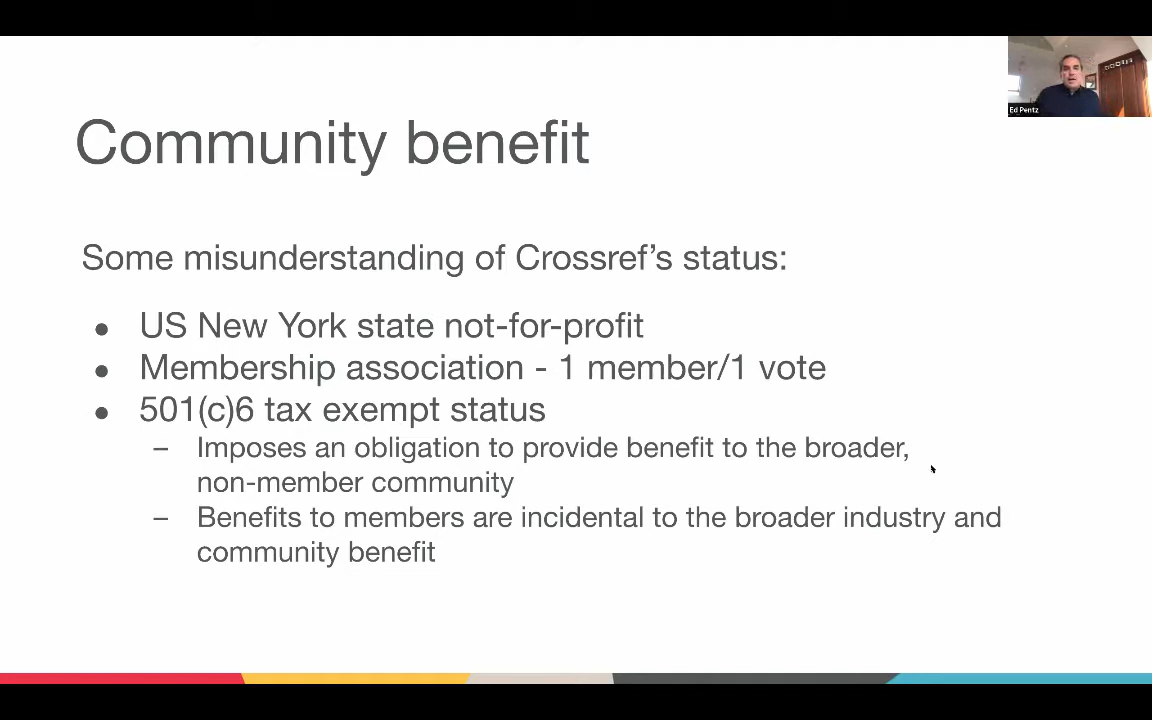 Ed Pentz
Community benefit
Some misunderstanding of Crossref’s status:
● US New York state not-for-profit
● Membership association - 1 member/1 vote
● 501(c)6 tax exempt status
– Imposes an obligation to provide benefit to the broader,
non-member community
– Benefits to members are incidental to the broader industry and
community benefit